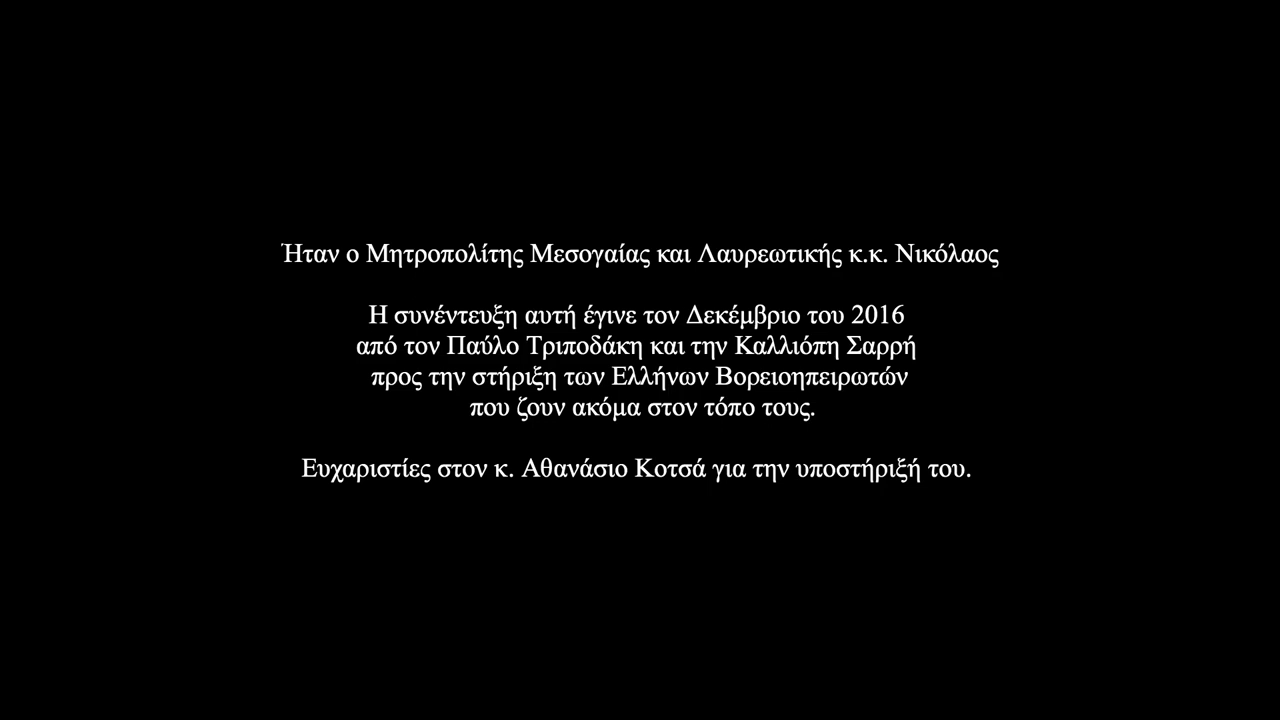 Ήταν ο Μητροπολίτης Μεσογαίας και Λαυρεωτικής κ.κ. Νικόλαος
Η συνέντευξη αυτή έγινε τον Δεκέμβριο του 2016
από τον Παύλο Τριποδάκη και την Καλλιόπη Σαρρή
προς την στήριξη των Ελλήνων Βορειοηπειρωτών
που ζουν ακόμα στον τόπο τους.
Ευχαριστίες στον κ. Αθανάσιο Κοτσά για την υποστήριξή του.